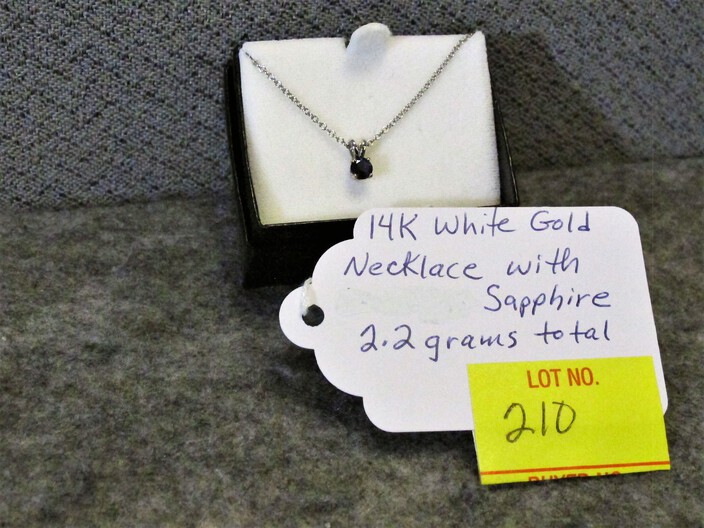 14K White Gold
Necklace with
Sapphire
2.2 grams total
LOT NO.
210